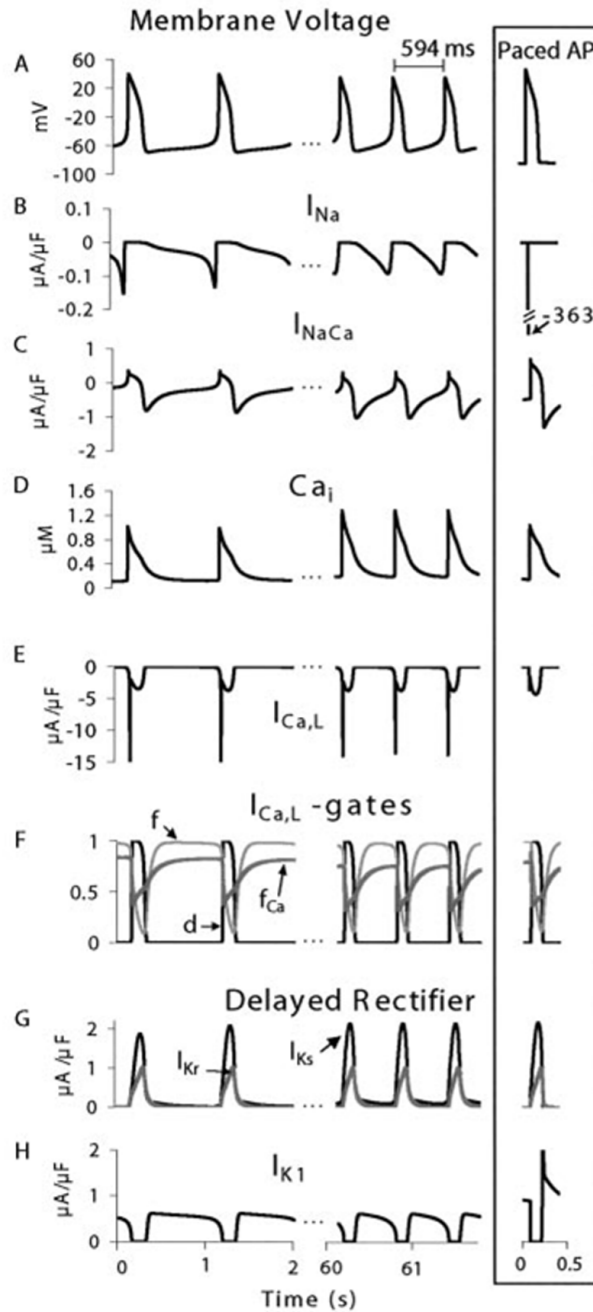 Membrane Voltage
A
60
20
-20
-60
-100
mV
594 ms
...
Paced AP
B
I_Na
0.1
0
-0.1
-0.2
µA/µF
...
-363
C
I_NaCa
1
0
-1
-2
µA/µF
...
D
Ca_i
1.6
1.2
0.8
0.4
0
µM
...
E
0
-5
-10
-15
µA/µF
I_Ca,L
...
I_Ca,L -gates
F
1
0.5
0
f
f_Ca
d
...
Delayed Rectifier
G
2
1
0
µA/µF
I_Kr
I_Ks
...
H
I_K1
2
1
0
µA/µF
...
0 1 2 60 61 0 0.5
Time (s)